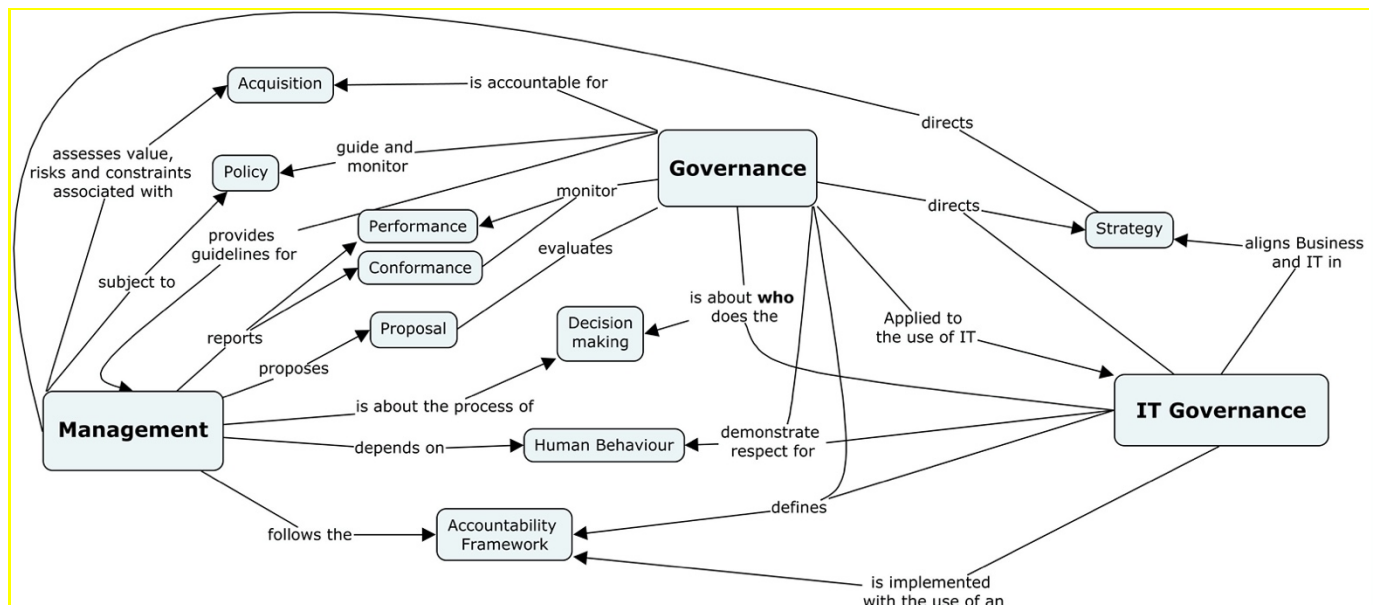 Acquisition
is accountable for
directs
assesses value,
risks and constraints
associated with
Policy
guide and
monitor
Governance
monitor
directs
Performance
Strategy
provides
guidelines for
evaluates
aligns Business
and IT in
Conformance
subject to
is about who
does the
reports
Proposal
Decision
making
Applied to
the use of IT
proposes
is about the process of
Management
IT Governance
depends on
Human Behaviour
demonstrate
respect for
defines
follows the
Accountability
Framework
is implemented
with the use of an